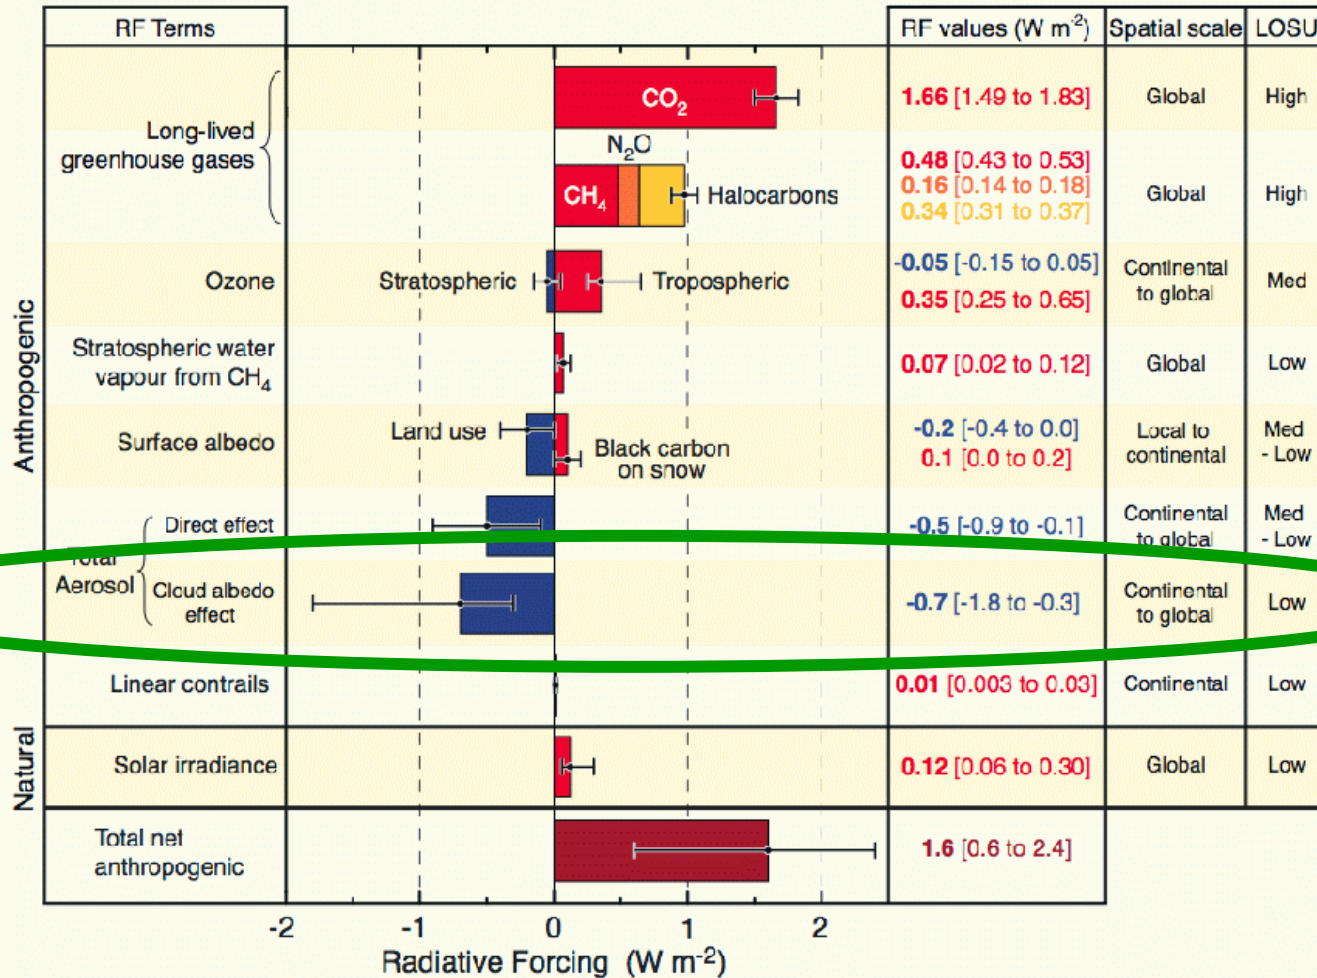 RF Terms
RF values (W m-2)
Spatial scale
LOSU
Anthropogenic
Long-lived
greenhouse gases
CO2
1.66 [1.49 to 1.83]
Global
High
N2O
CH4
Halocarbons
0.48 [0.43 to 0.53]
0.16 [0.14 to 0.18]
0.34 [0.31 to 0.37]
Global
High
Ozone
Stratospheric
Tropospheric
-0.05 [-0.15 to 0.05]
0.35 [0.25 to 0.65]
Continental
to global
Med
Stratospheric water
vapour from CH4
0.07 [0.02 to 0.12]
Global
Low
Surface albedo
Land use
Black carbon
on snow
-0.2 [-0.4 to 0.0]
0.1 [0.0 to 0.2]
Local to
continental
Med
- Low
Total
Aerosol
Direct effect
-0.5 [-0.9 to -0.1]
Continental
to global
Med
- Low
Cloud albedo
effect
-0.7 [-1.8 to -0.3]
Continental
to global
Low
Linear contrails
0.01 [0.003 to 0.03]
Continental
Low
Natural
Solar irradiance
0.12 [0.06 to 0.30]
Global
Low
Total net
anthropogenic
1.6 [0.6 to 2.4]
-2 -1 0 1 2
Radiative Forcing (W m-2)